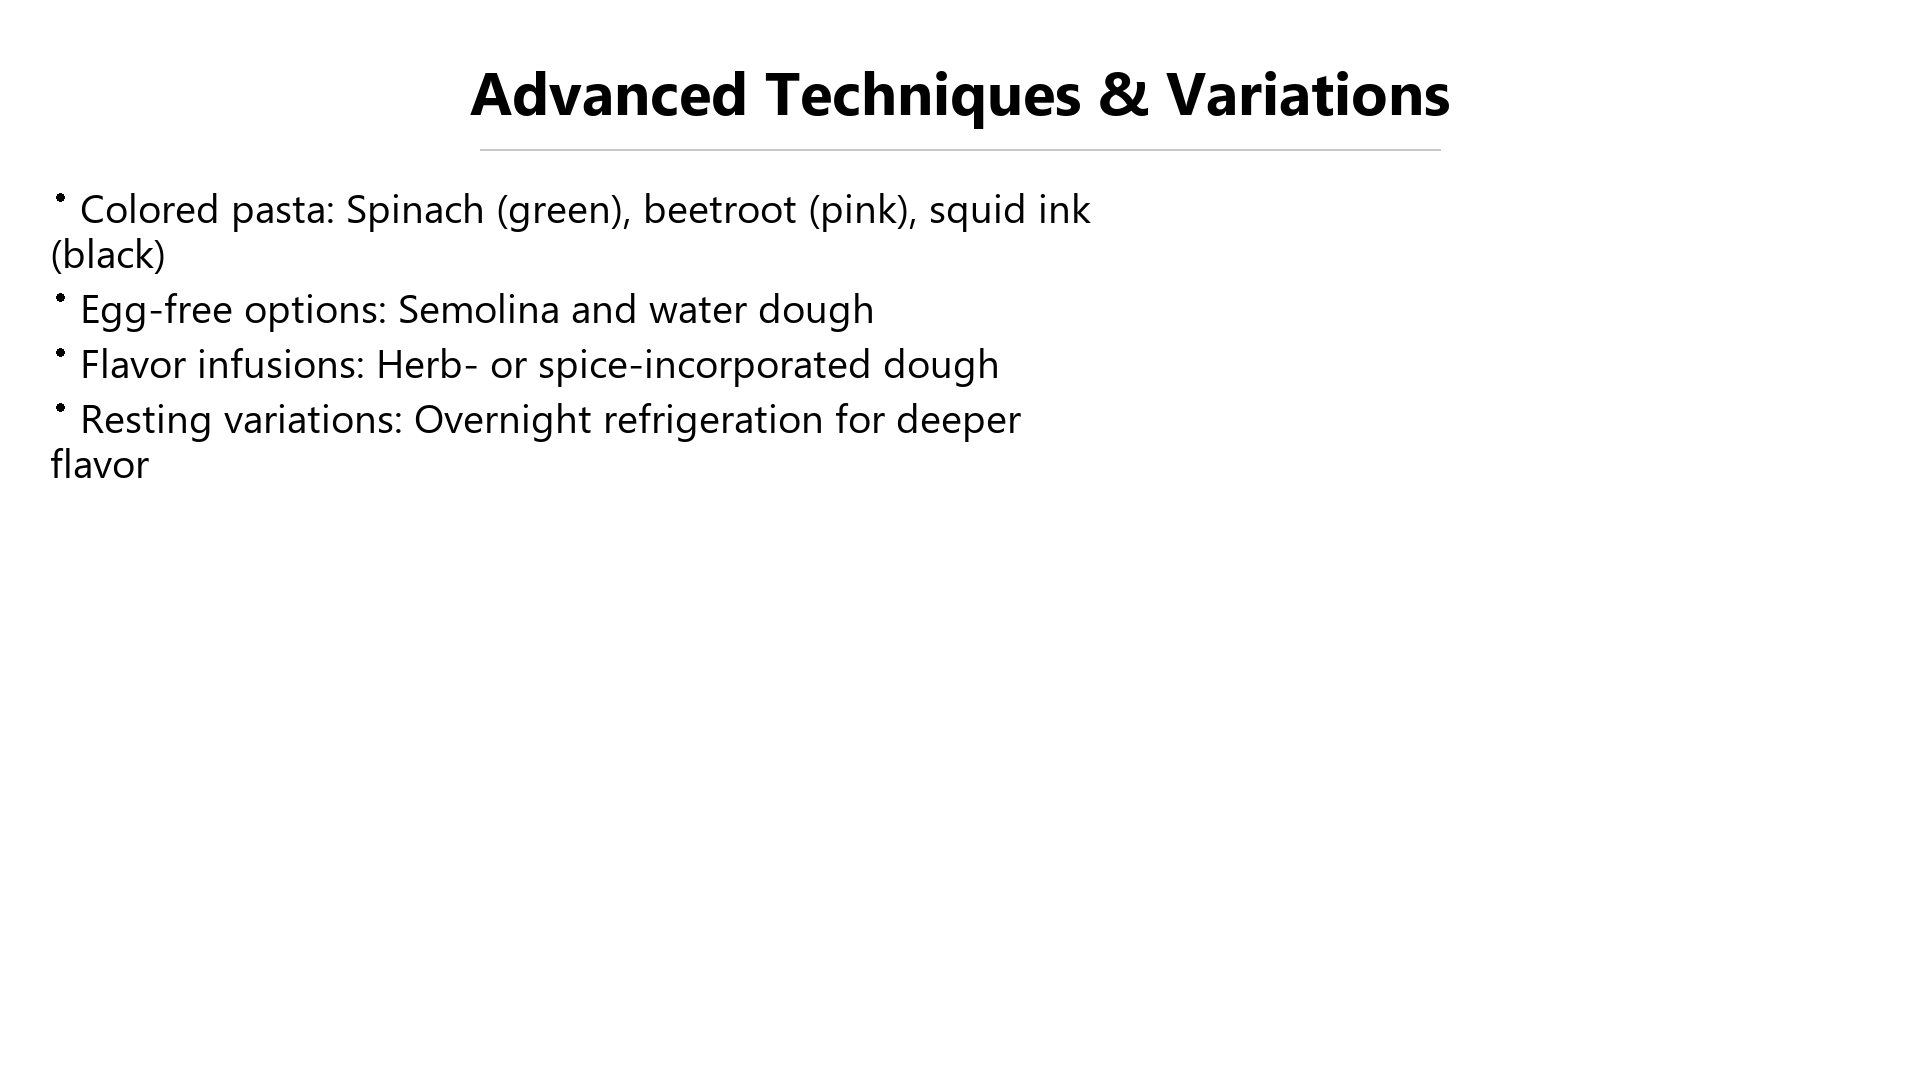 Advanced Techniques & Variations
• Colored pasta: Spinach (green), beetroot (pink), squid ink
(black)
• Egg-free options: Semolina and water dough
• Flavor infusions: Herb- or spice-incorporated dough
• Resting variations: Overnight refrigeration for deeper
flavor